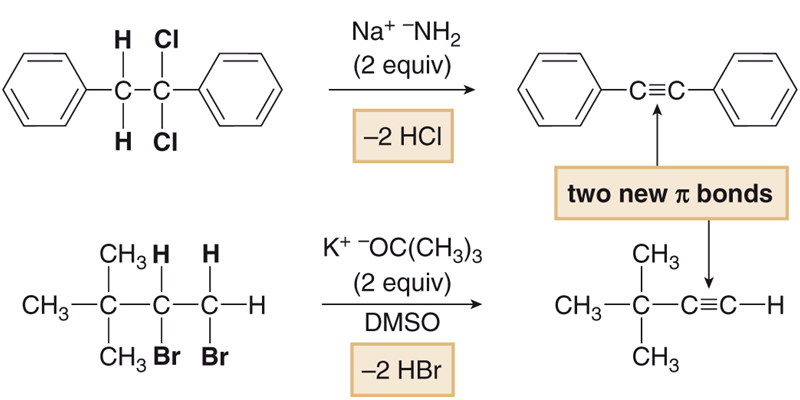 H Cl
C C
H Cl
Na⁺ ⁻NH₂
(2 equiv)
–2 HCl
C≡C
two new π bonds
CH₃ H H
CH₃ C C C H
CH₃ Br Br
K⁺ ⁻OC(CH₃)₃
(2 equiv)
DMSO
–2 HBr
CH₃
CH₃ C C≡C H
CH₃